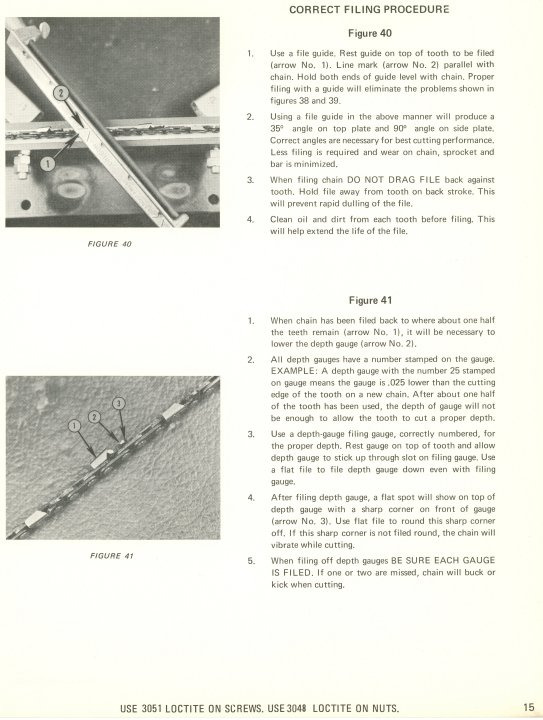 CORRECT FILING PROCEDURE
Figure 40
1. Use a file guide. Rest guide on top of tooth to be filed
(arrow No. 1). Line mark (arrow No. 2) parallel with
chain. Hold both ends of guide level with chain. Proper
filing with a guide will eliminate the problems shown in
figures 38 and 39.
2. Using a file guide in the above manner will produce a
35° angle on top plate and 90° angle on side plate.
Correct angles are necessary for best cutting performance.
Less filing is required and wear on chain, sprocket and
bar is minimized.
3. When filing chain DO NOT DRAG FILE back against
tooth. Hold file away from tooth on back stroke. This
will prevent rapid dulling of the file.
4. Clean oil and dirt from each tooth before filing. This
will help extend the life of the file.
2
1
FIGURE 40
Figure 41
1. When chain has been filed back to where about one half
the teeth remain (arrow No. 1), it will be necessary to
lower the depth gauge (arrow No. 2).
2. All depth gauges have a number stamped on the gauge.
EXAMPLE: A depth gauge with the number 25 stamped
on gauge means the gauge is .025 lower than the cutting
edge of the tooth on a new chain. After about one half
of the tooth has been used, the depth of gauge will not
be enough to allow the tooth to cut a proper depth.
3. Use a depth-gauge filing gauge, correctly numbered, for
the proper depth. Rest gauge on top of tooth and allow
depth gauge to stick up through slot on filing gauge. Use
a flat file to file depth gauge down even with filing
gauge.
4. After filing depth gauge, a flat spot will show on top of
depth gauge with a sharp corner on front of gauge
(arrow No. 3). Use flat file to round this sharp corner
off. If this sharp corner is not filed round, the chain will
vibrate while cutting.
5. When filing off depth gauges BE SURE EACH GAUGE
IS FILED. If one or two are missed, chain will buck or
kick when cutting.
1
2
3
FIGURE 41
USE 3051 LOCTITE ON SCREWS. USE 3048 LOCTITE ON NUTS.
15